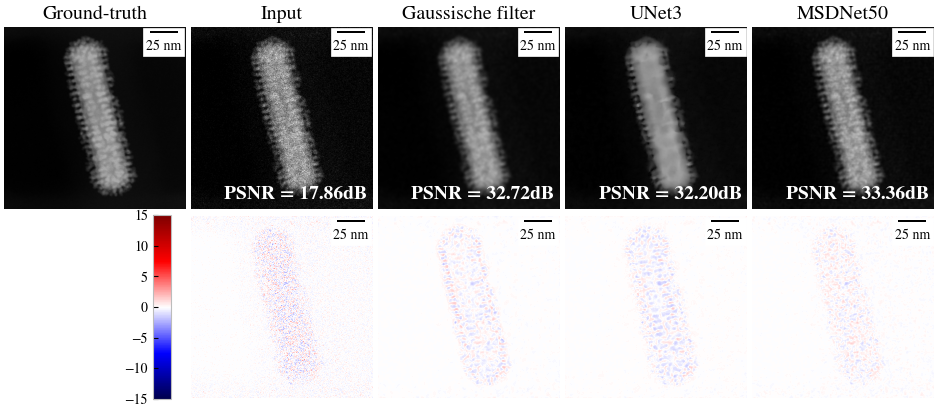 Ground-truth
Input
Gaussische filter
UNet3
MSDNet50
25 nm
25 nm
25 nm
25 nm
25 nm
PSNR = 17.86dB
PSNR = 32.72dB
PSNR = 32.20dB
PSNR = 33.36dB
15
10
5
0
−5
−10
−15
25 nm
25 nm
25 nm
25 nm